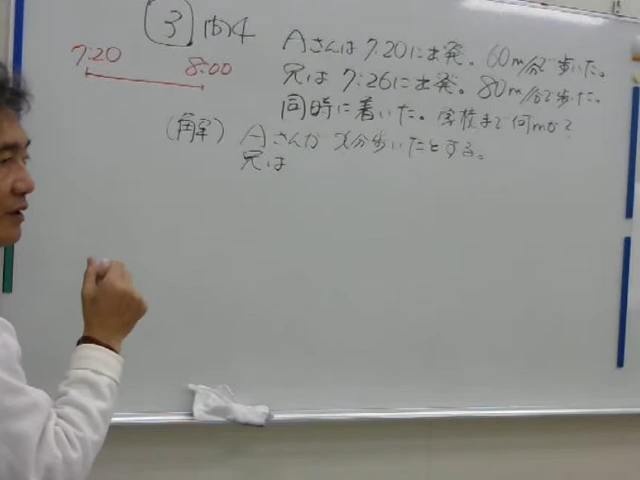 ③ 問4
Aさんは7:20に出発。60m/分で歩いた。
兄は7:26に出発。80m/分で歩いた。
同時に着いた。学校まで何mか?
7:20
8:00
(解) Aさんがx分歩いたとする。
兄は